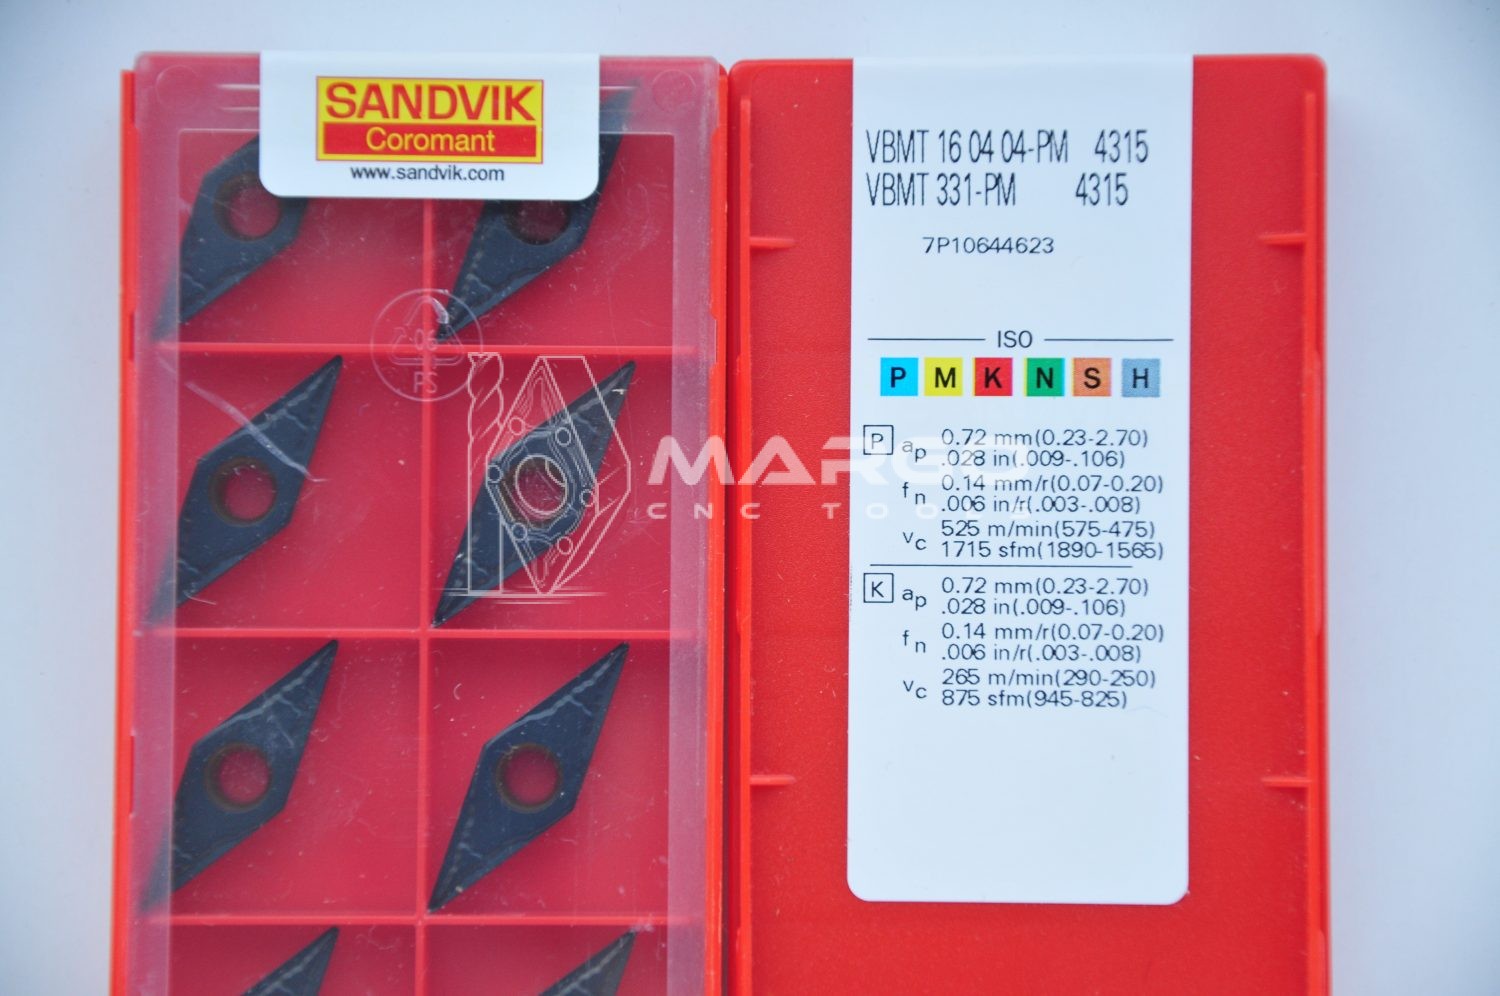 SANDVIK
Coromant
www.sandvik.com
06
PS
VBMT 16 04 04-PM 4315
VBMT 331-PM 4315
7P10644623
ISO
P M K N S H
P ap 0.72 mm(0.23-2.70)
.028 in(.009-.106)
fn 0.14 mm/r(0.07-0.20)
.006 in/r(.003-.008)
vc 525 m/min(575-475)
1715 sfm(1890-1565)
K ap 0.72 mm(0.23-2.70)
.028 in(.009-.106)
fn 0.14 mm/r(0.07-0.20)
.006 in/r(.003-.008)
vc 265 m/min(290-250)
875 sfm(945-825)
CNC TOOLS